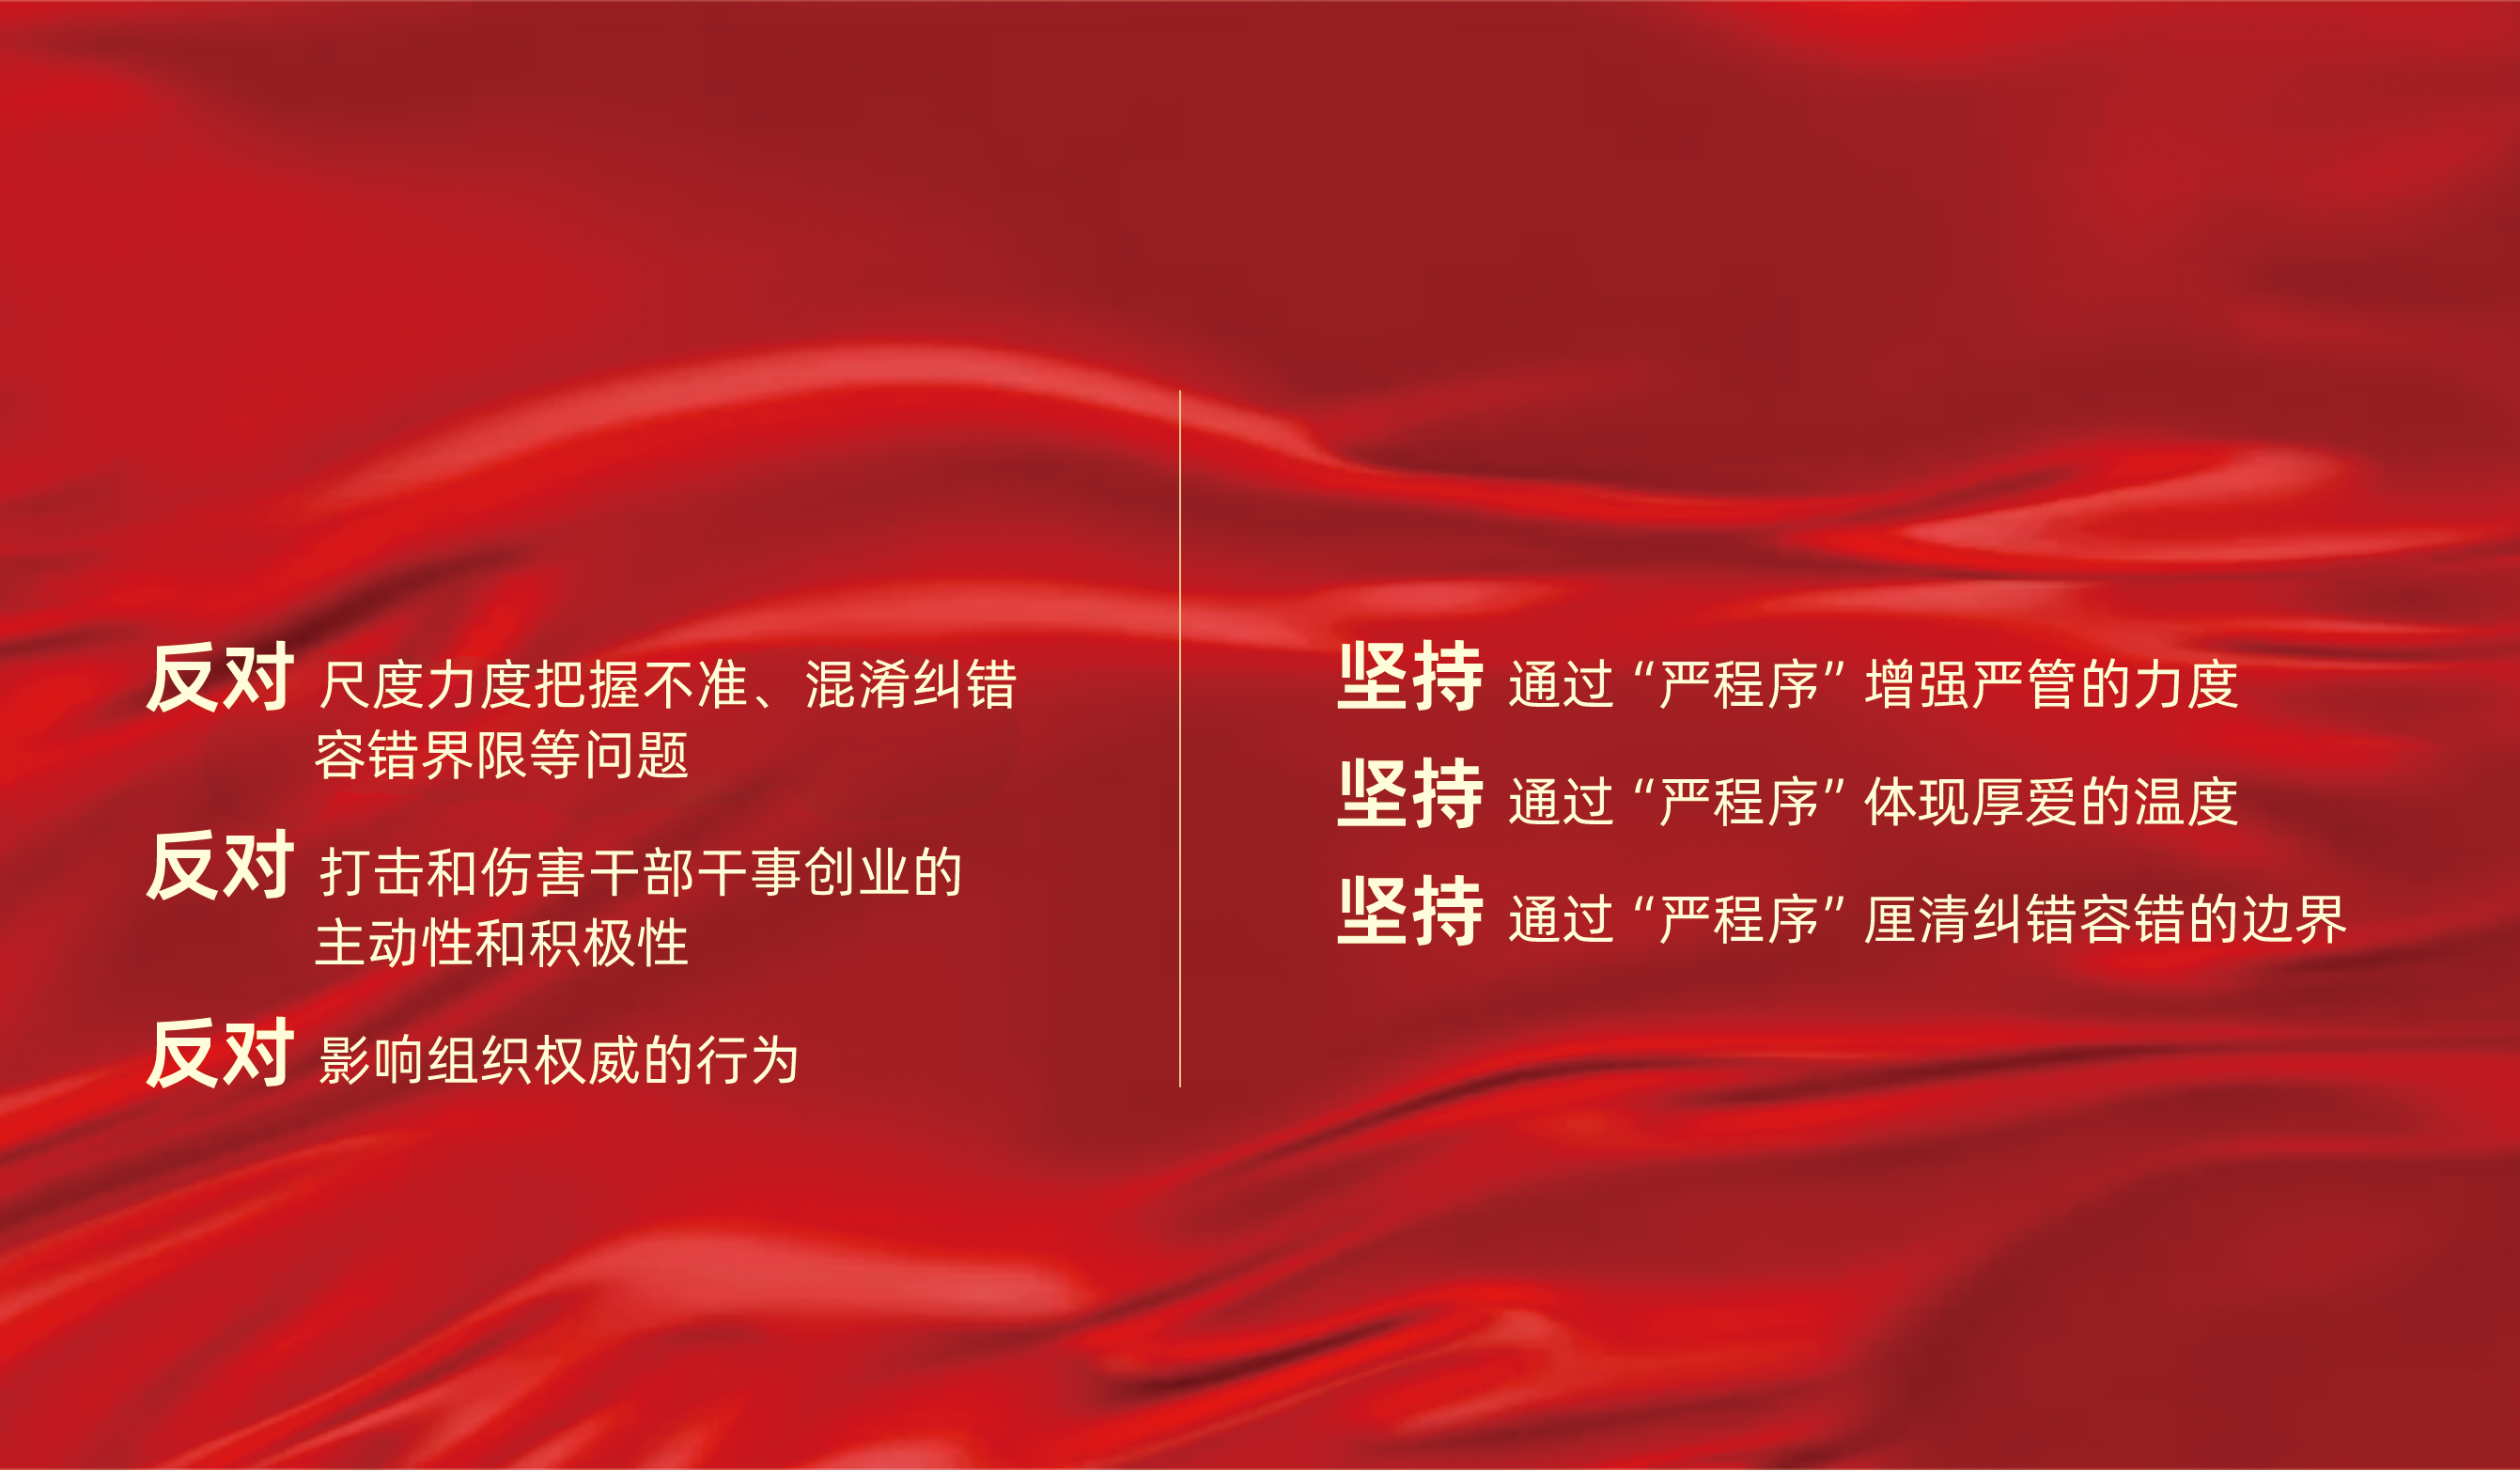 反对 尺度力度把握不准、混淆纠错
容错界限等问题
反对 打击和伤害干部干事创业的
主动性和积极性
反对 影响组织权威的行为
坚持 通过“严程序”增强严管的力度
坚持 通过“严程序”体现厚爱的温度
坚持 通过“严程序”厘清纠错容错的边界